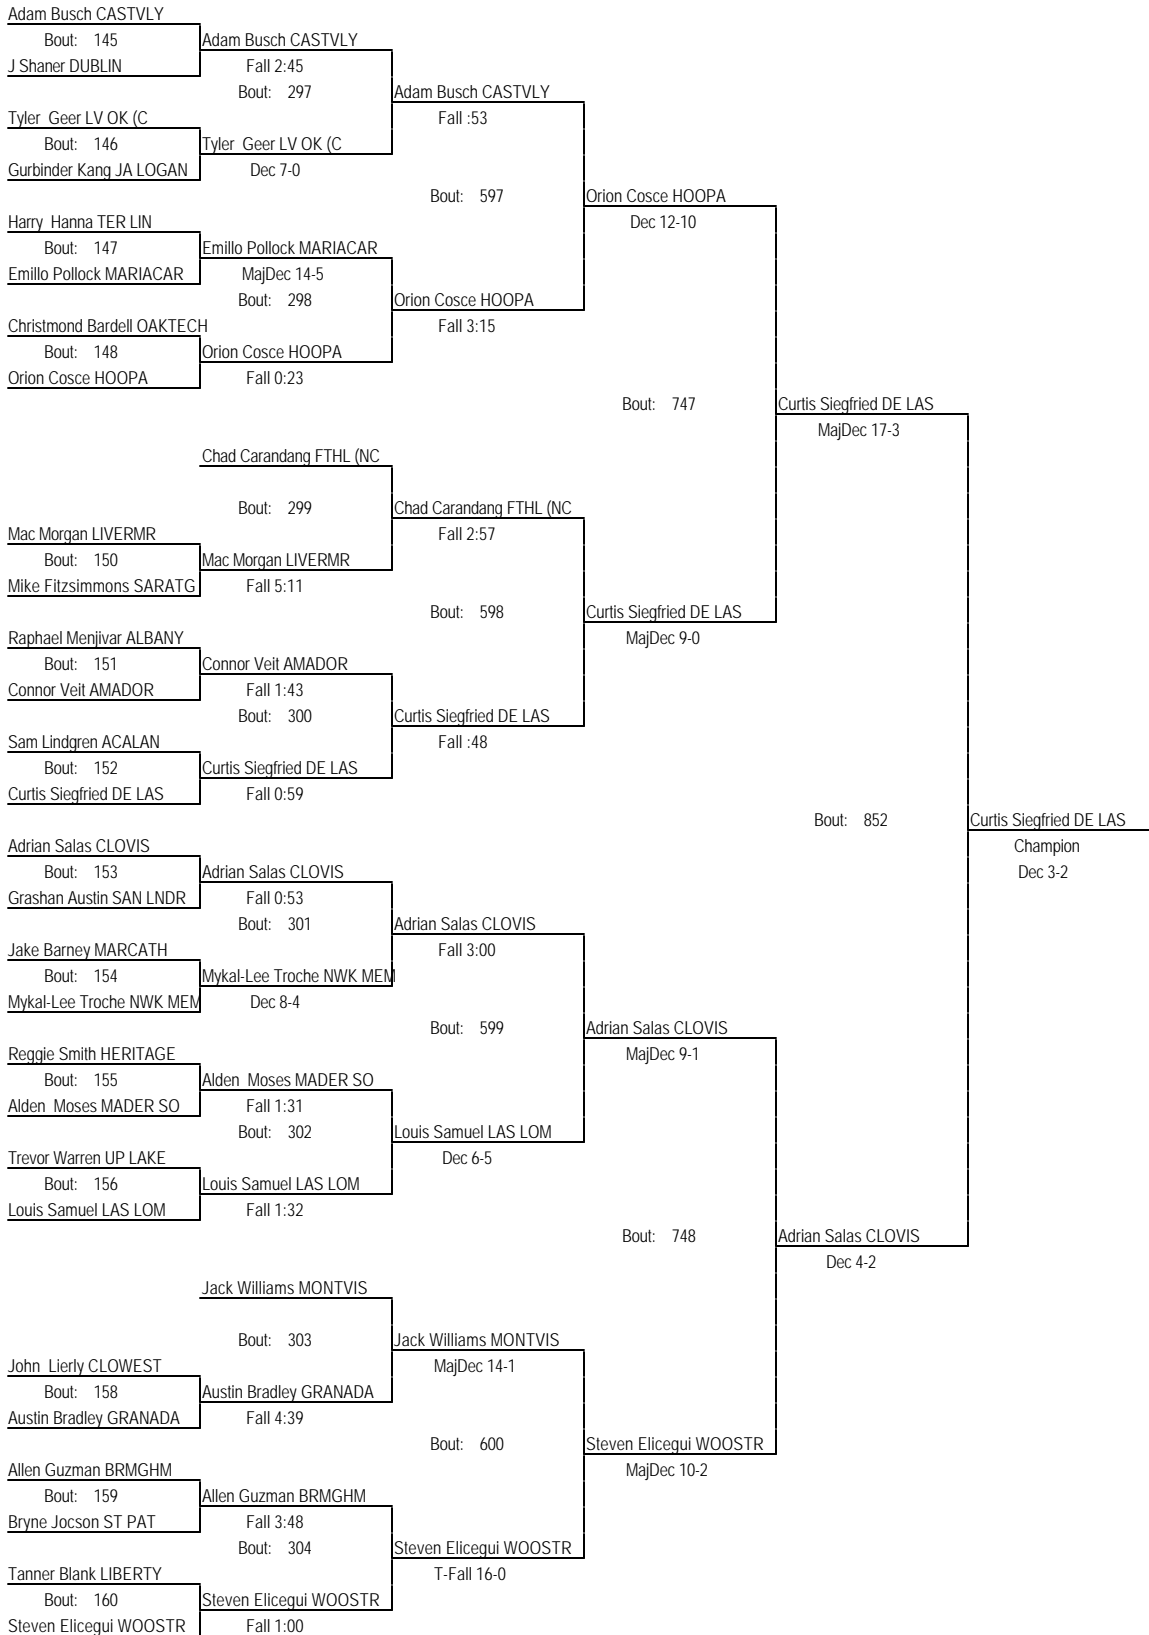 Adam Busch CASTVLY
Bout: 145 Adam Busch CASTVLY
J Shaner DUBLIN Fall 2:45
Bout: 297 Adam Busch CASTVLY
Tyler Geer LV OK (C Fall :53
Bout: 146 Tyler Geer LV OK (C
Gurbinder Kang JA LOGAN Dec 7-0
Bout: 597 Orion Cosce HOOPA
Harry Hanna TER LIN Dec 12-10
Bout: 147 Emillo Pollock MARIACAR
Emillo Pollock MARIACAR MajDec 14-5
Bout: 298 Orion Cosce HOOPA
Christmond Bardell OAKTECH Fall 3:15
Bout: 148 Orion Cosce HOOPA
Orion Cosce HOOPA Fall 0:23
Bout: 747 Curtis Siegfried DE LAS
MajDec 17-3
Chad Carandang FTHL (NC
Bout: 299 Chad Carandang FTHL (NC
Mac Morgan LIVERMR Fall 2:57
Bout: 150 Mac Morgan LIVERMR
Mike Fitzsimmons SARATG Fall 5:11
Bout: 598 Curtis Siegfried DE LAS
Raphael Menjivar ALBANY MajDec 9-0
Bout: 151 Connor Veit AMADOR
Connor Veit AMADOR Fall 1:43
Bout: 300 Curtis Siegfried DE LAS
Sam Lindgren ACALAN Fall :48
Bout: 152 Curtis Siegfried DE LAS
Curtis Siegfried DE LAS Fall 0:59
Bout: 852 Curtis Siegfried DE LAS
Adrian Salas CLOVIS Champion
Bout: 153 Adrian Salas CLOVIS Dec 3-2
Grashan Austin SAN LNDR Fall 0:53
Bout: 301 Adrian Salas CLOVIS
Jake Barney MARCATH Fall 3:00
Bout: 154 Mykal-Lee Troche NWK MEM
Mykal-Lee Troche NWK MEM Dec 8-4
Bout: 599 Adrian Salas CLOVIS
Reggie Smith HERITAGE MajDec 9-1
Bout: 155 Alden Moses MADER SO
Alden Moses MADER SO Fall 1:31
Bout: 302 Louis Samuel LAS LOM
Trevor Warren UP LAKE Dec 6-5
Bout: 156 Louis Samuel LAS LOM
Louis Samuel LAS LOM Fall 1:32
Bout: 748 Adrian Salas CLOVIS
Dec 4-2
Jack Williams MONTVIS
Bout: 303 Jack Williams MONTVIS
John Lierly CLOWEST MajDec 14-1
Bout: 158 Austin Bradley GRANADA
Austin Bradley GRANADA Fall 4:39
Bout: 600 Steven Elicegui WOOSTR
Allen Guzman BRMGHM MajDec 10-2
Bout: 159 Allen Guzman BRMGHM
Bryne Jocson ST PAT Fall 3:48
Bout: 304 Steven Elicegui WOOSTR
Tanner Blank LIBERTY T-Fall 16-0
Bout: 160 Steven Elicegui WOOSTR
Steven Elicegui WOOSTR Fall 1:00